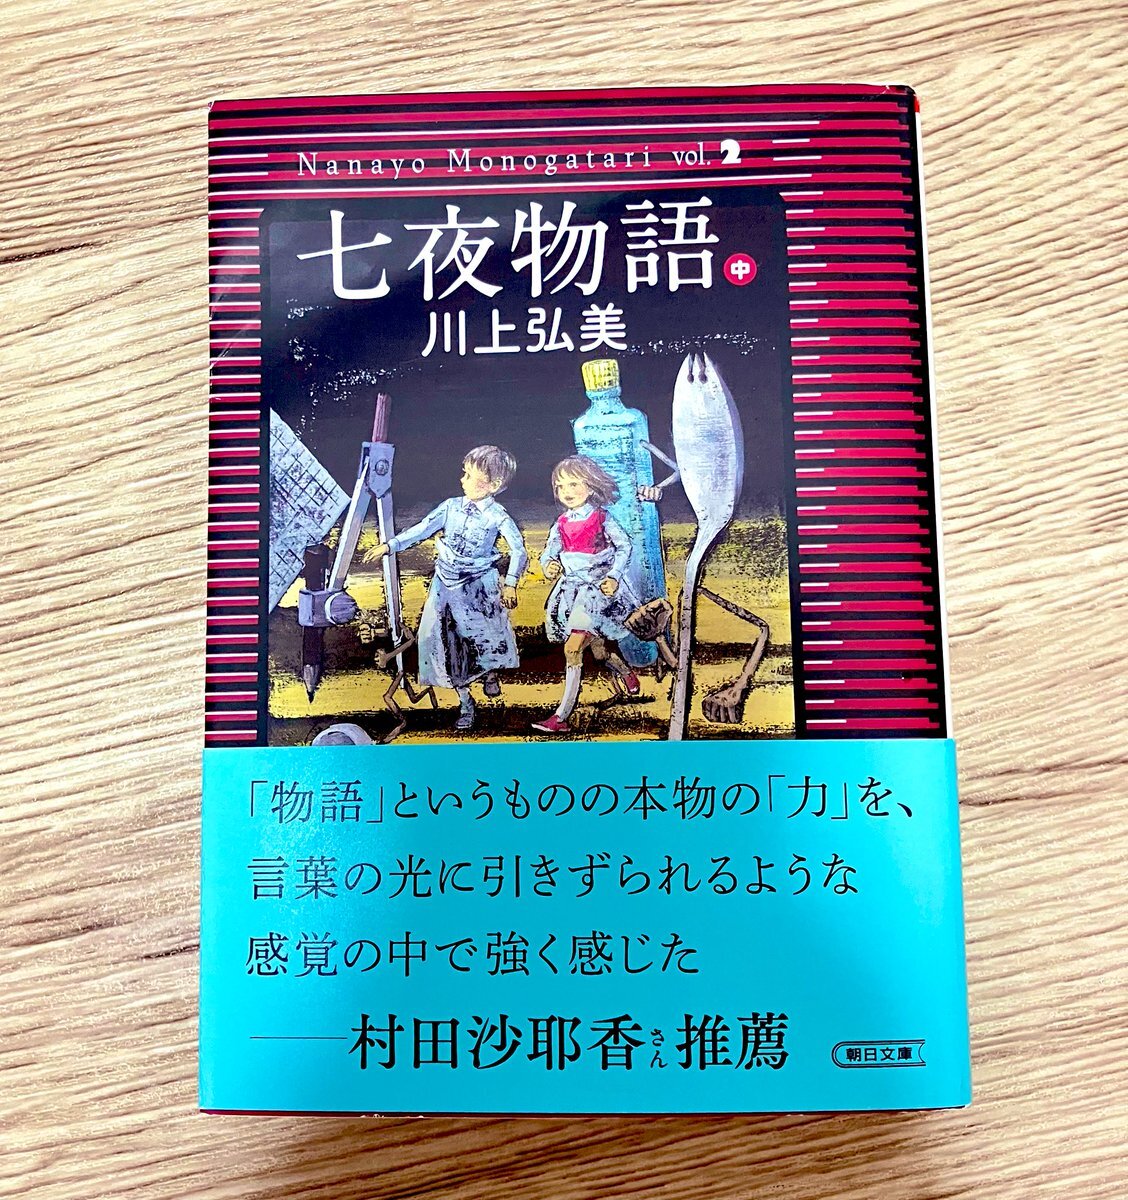 Nanayo Monogatari vol.2
七夜物語 中
川上弘美
「物語」というものの本物の「力」を、
言葉の光に引きずられるような
感覚の中で強く感じた
――村田沙耶香さん推薦
朝日文庫